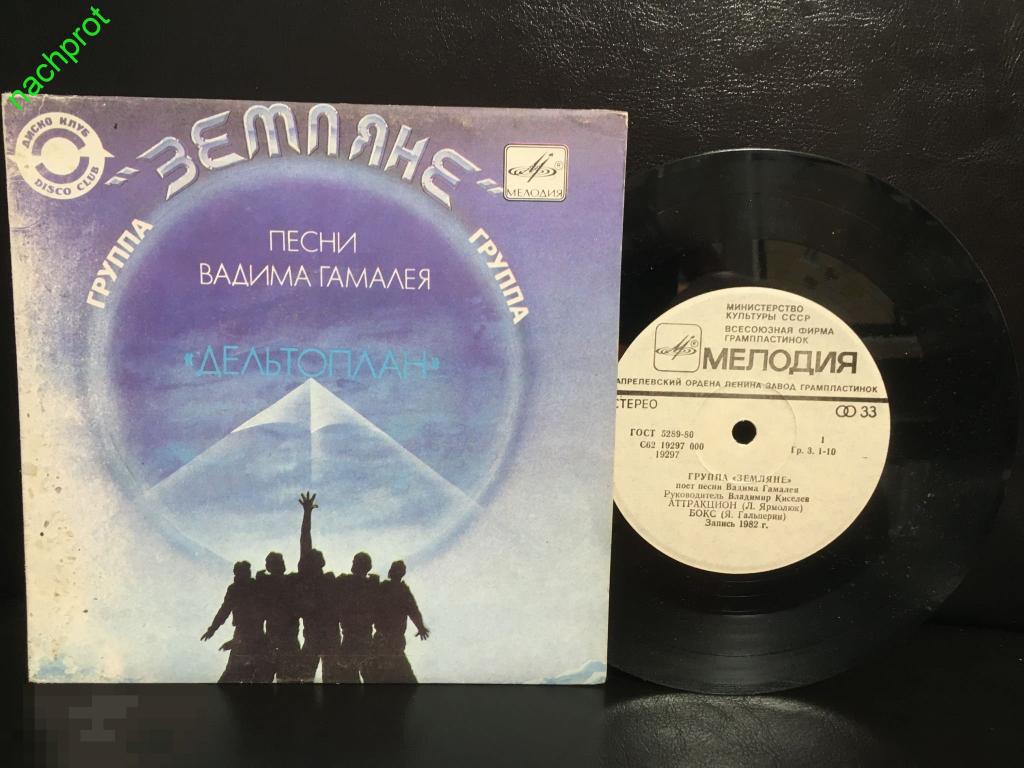 nachprot
ДИСКО КЛУБ
DISCO CLUB
"ЗЕМЛЯНЕ"
ГРУППА
ГРУППА
МЕЛОДИЯ
ПЕСНИ
ВАДИМА ГАМАЛЕЯ
«ДЕЛЬТОПЛАН»
МИНИСТЕРСТВО
КУЛЬТУРЫ СССР
ВСЕСОЮЗНАЯ ФИРМА
ГРАМПЛАСТИНОК
МЕЛОДИЯ
АПРЕЛЕВСКИЙ ОРДЕНА ЛЕНИНА ЗАВОД ГРАМПЛАСТИНОК
СТЕРЕО
33
ГОСТ 5289-80
С62 19297 000
19297
1
Гр. 3. 1-10
ГРУППА «ЗЕМЛЯНЕ»
поет песни Вадима Гамалея
Руководитель Владимир Киселев
АТТРАКЦИОН (Л. Ярмолюк)
БОКС (Я. Гальперин)
Запись 1982 г.